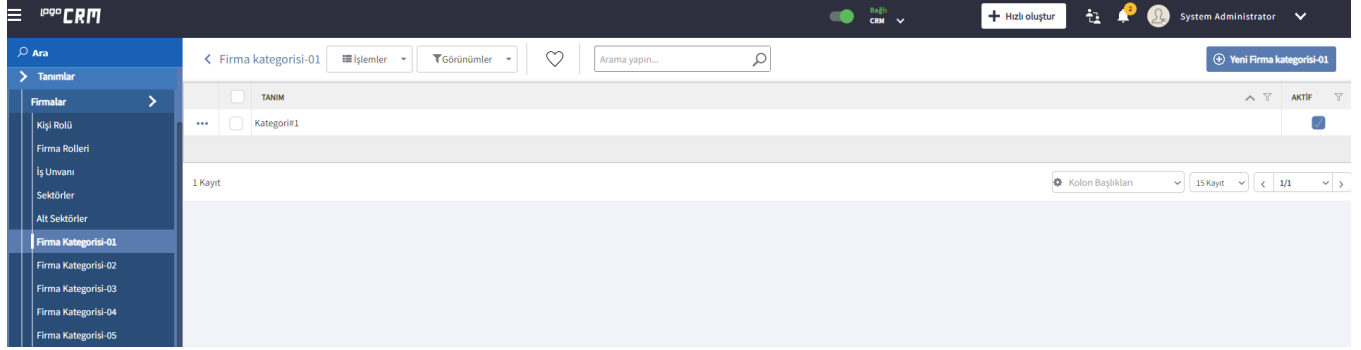 logo CRM
Bağlı
CRM
2
+ Hızlı oluştur
System Administrator
Ara
Tanımlar
Firmalar
Kişi Rolü
Firma Rolleri
İş Unvanı
Sektörler
Alt Sektörler
Firma Kategorisi-01
Firma Kategorisi-02
Firma Kategorisi-03
Firma Kategorisi-04
Firma Kategorisi-05
Firma kategorisi-01
İşlemler
Görünümler
Arama yapın...
Yeni Firma kategorisi-01
TANIM
AKTİF
Kategori#1
1 Kayıt
Kolon Başlıkları
15 Kayıt
1/1